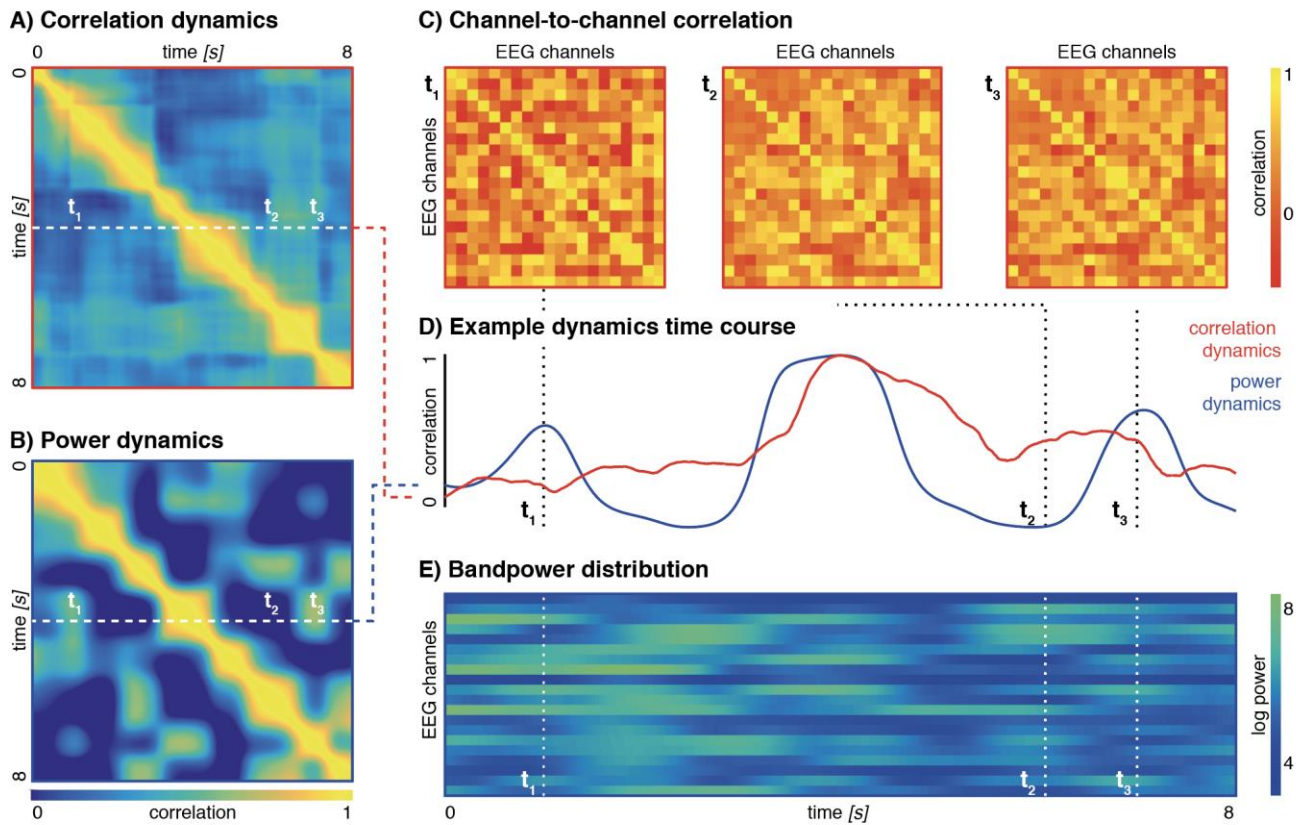 A) Correlation dynamics
0 time [s] 8
0
time [s]
8
t1
t2
t3
B) Power dynamics
0
time [s]
8
t1
t2
t3
0 correlation 1
C) Channel-to-channel correlation
EEG channels
EEG channels
EEG channels
t1
t2
t3
EEG channels
1
correlation
0
D) Example dynamics time course
correlation
dynamics
power
dynamics
1
correlation
0
t1
t2
t3
E) Bandpower distribution
EEG channels
t1
t2
t3
0 time [s] 8
8
log power
4